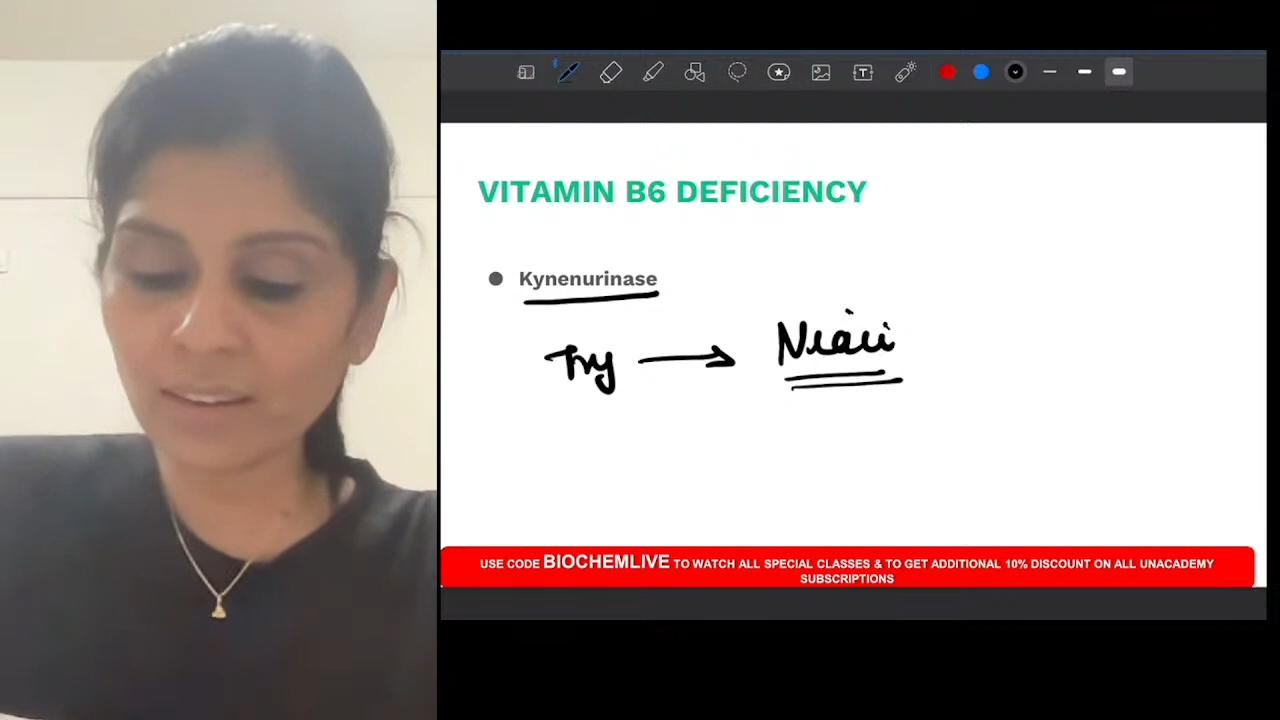 VITAMIN B6 DEFICIENCY
Kynenurinase
Try → Niaci
USE CODE BIOCHEMLIVE TO WATCH ALL SPECIAL CLASSES & TO GET ADDITIONAL 10% DISCOUNT ON ALL UNACADEMY
SUBSCRIPTIONS